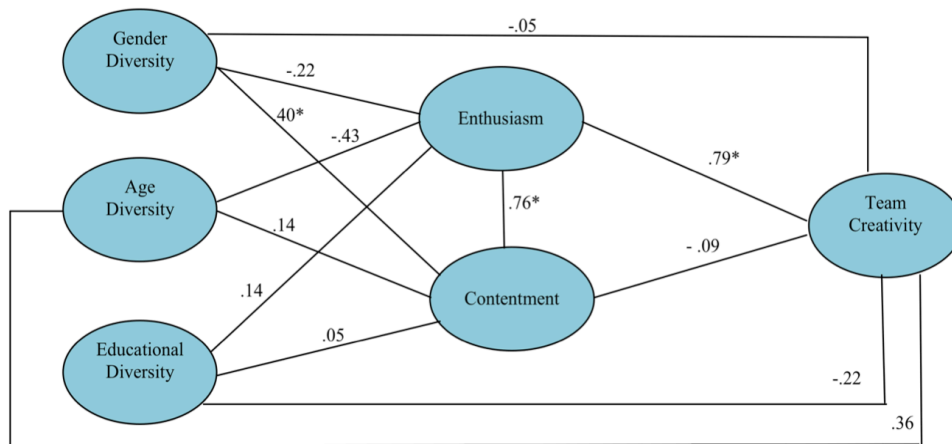 Gender
Diversity
-.05
-.22
.40*
Enthusiasm
-.43
.79*
Age
Diversity
.76*
Team
Creativity
.14
- .09
.14
Contentment
Educational
Diversity
.05
-.22
.36